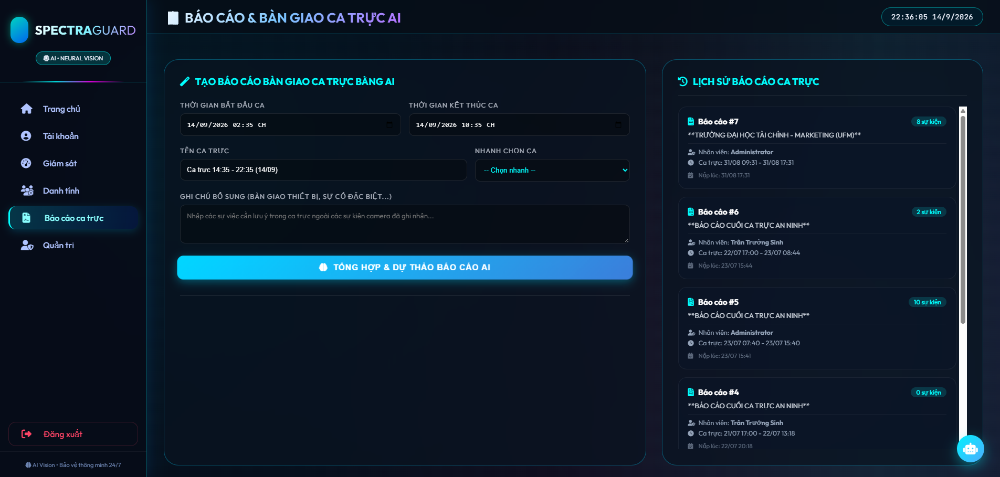 SPECTRAGUARD
AI • NEURAL VISION
Trang chủ
Tài khoản
Giám sát
Danh tính
Báo cáo ca trực
Quản trị
Đăng xuất
AI Vision • Bảo vệ thông minh 24/7
BÁO CÁO & BÀN GIAO CA TRỰC AI
22:36:05 14/9/2026
TẠO BÁO CÁO BÀN GIAO CA TRỰC BẰNG AI
THỜI GIAN BẮT ĐẦU CA
14/09/2026 02:35 CH
THỜI GIAN KẾT THÚC CA
14/09/2026 10:35 CH
TÊN CA TRỰC
Ca trực 14:35 - 22:35 (14/09)
NHANH CHỌN CA
-- Chọn nhanh --
GHI CHÚ BỔ SUNG (BÀN GIAO THIẾT BỊ, SỰ CỐ ĐẶC BIỆT...)
Nhập các sự việc cần lưu ý trong ca trực ngoài các sự kiện camera đã ghi nhận...
TỔNG HỢP & DỰ THẢO BÁO CÁO AI
LỊCH SỬ BÁO CÁO CA TRỰC
Báo cáo #7
8 sự kiện
**TRƯỜNG ĐẠI HỌC TÀI CHÍNH - MARKETING (UFM)**
Nhân viên: Administrator
Ca trực: 31/08 09:31 - 31/08 17:31
Nộp lúc: 31/08 17:31
Báo cáo #6
2 sự kiện
**BÁO CÁO CUỐI CA TRỰC AN NINH**
Nhân viên: Trần Trường Sinh
Ca trực: 22/07 17:00 - 23/07 08:44
Nộp lúc: 23/07 15:44
Báo cáo #5
10 sự kiện
**BÁO CÁO CUỐI CA TRỰC AN NINH**
Nhân viên: Administrator
Ca trực: 23/07 07:40 - 23/07 15:40
Nộp lúc: 23/07 15:41
Báo cáo #4
0 sự kiện
**BÁO CÁO CUỐI CA TRỰC AN NINH**
Nhân viên: Trần Trường Sinh
Ca trực: 21/07 17:00 - 22/07 13:18
Nộp lúc: 22/07 20:18